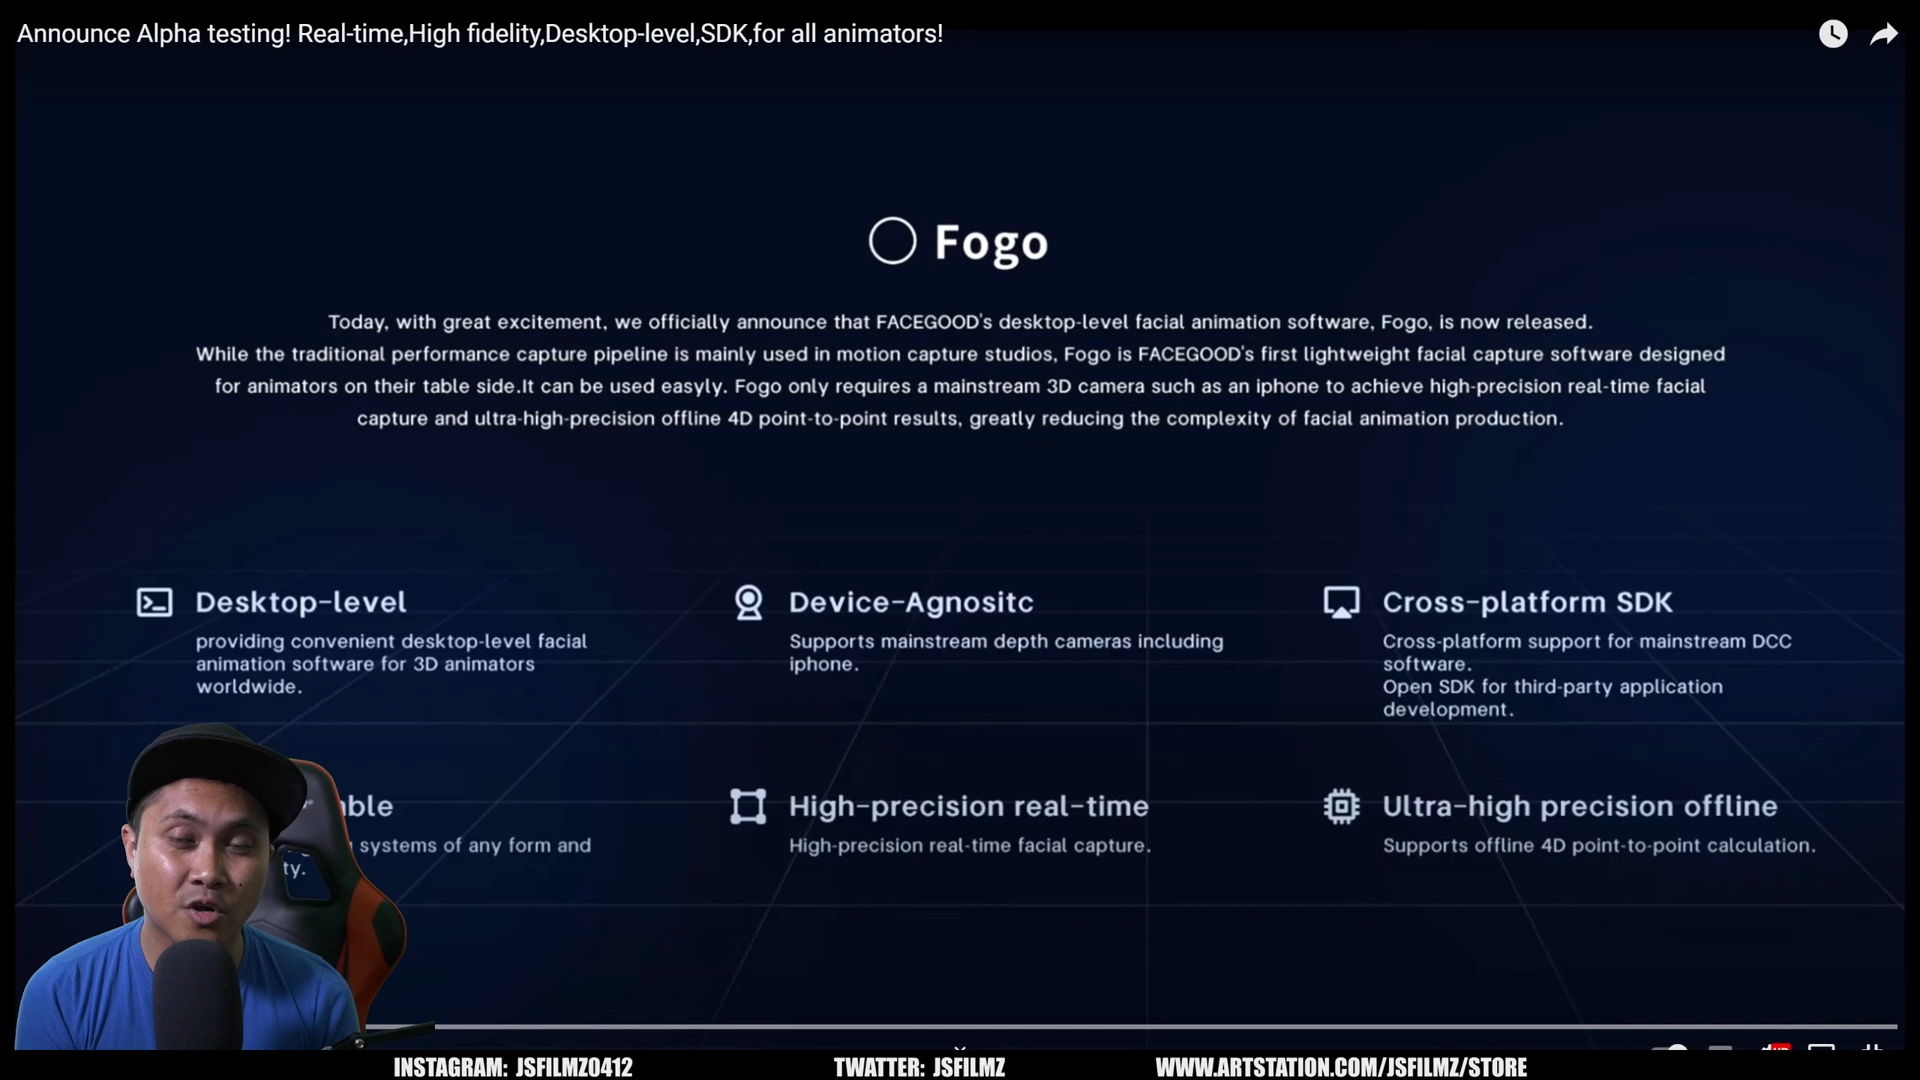 Announce Alpha testing! Real-time,High fidelity,Desktop-level,SDK,for all animators!
Fogo
Today, with great excitement, we officially announce that FACEGOOD's desktop-level facial animation software, Fogo, is now released.
While the traditional performance capture pipeline is mainly used in motion capture studios, Fogo is FACEGOOD's first lightweight facial capture software designed
for animators on their table side.It can be used easyly. Fogo only requires a mainstream 3D camera such as an iphone to achieve high-precision real-time facial
capture and ultra-high-precision offline 4D point-to-point results, greatly reducing the complexity of facial animation production.
Desktop-level
providing convenient desktop-level facial
animation software for 3D animators
worldwide.
Device-Agnositc
Supports mainstream depth cameras including
iphone.
Cross-platform SDK
Cross-platform support for mainstream DCC
software.
Open SDK for third-party application
development.
able
systems of any form and
ty.
High-precision real-time
High-precision real-time facial capture.
Ultra-high precision offline
Supports offline 4D point-to-point calculation.
INSTAGRAM: JSFILMZ0412
TWATTER: JSFILMZ
WWW.ARTSTATION.COM/JSFILMZ/STORE